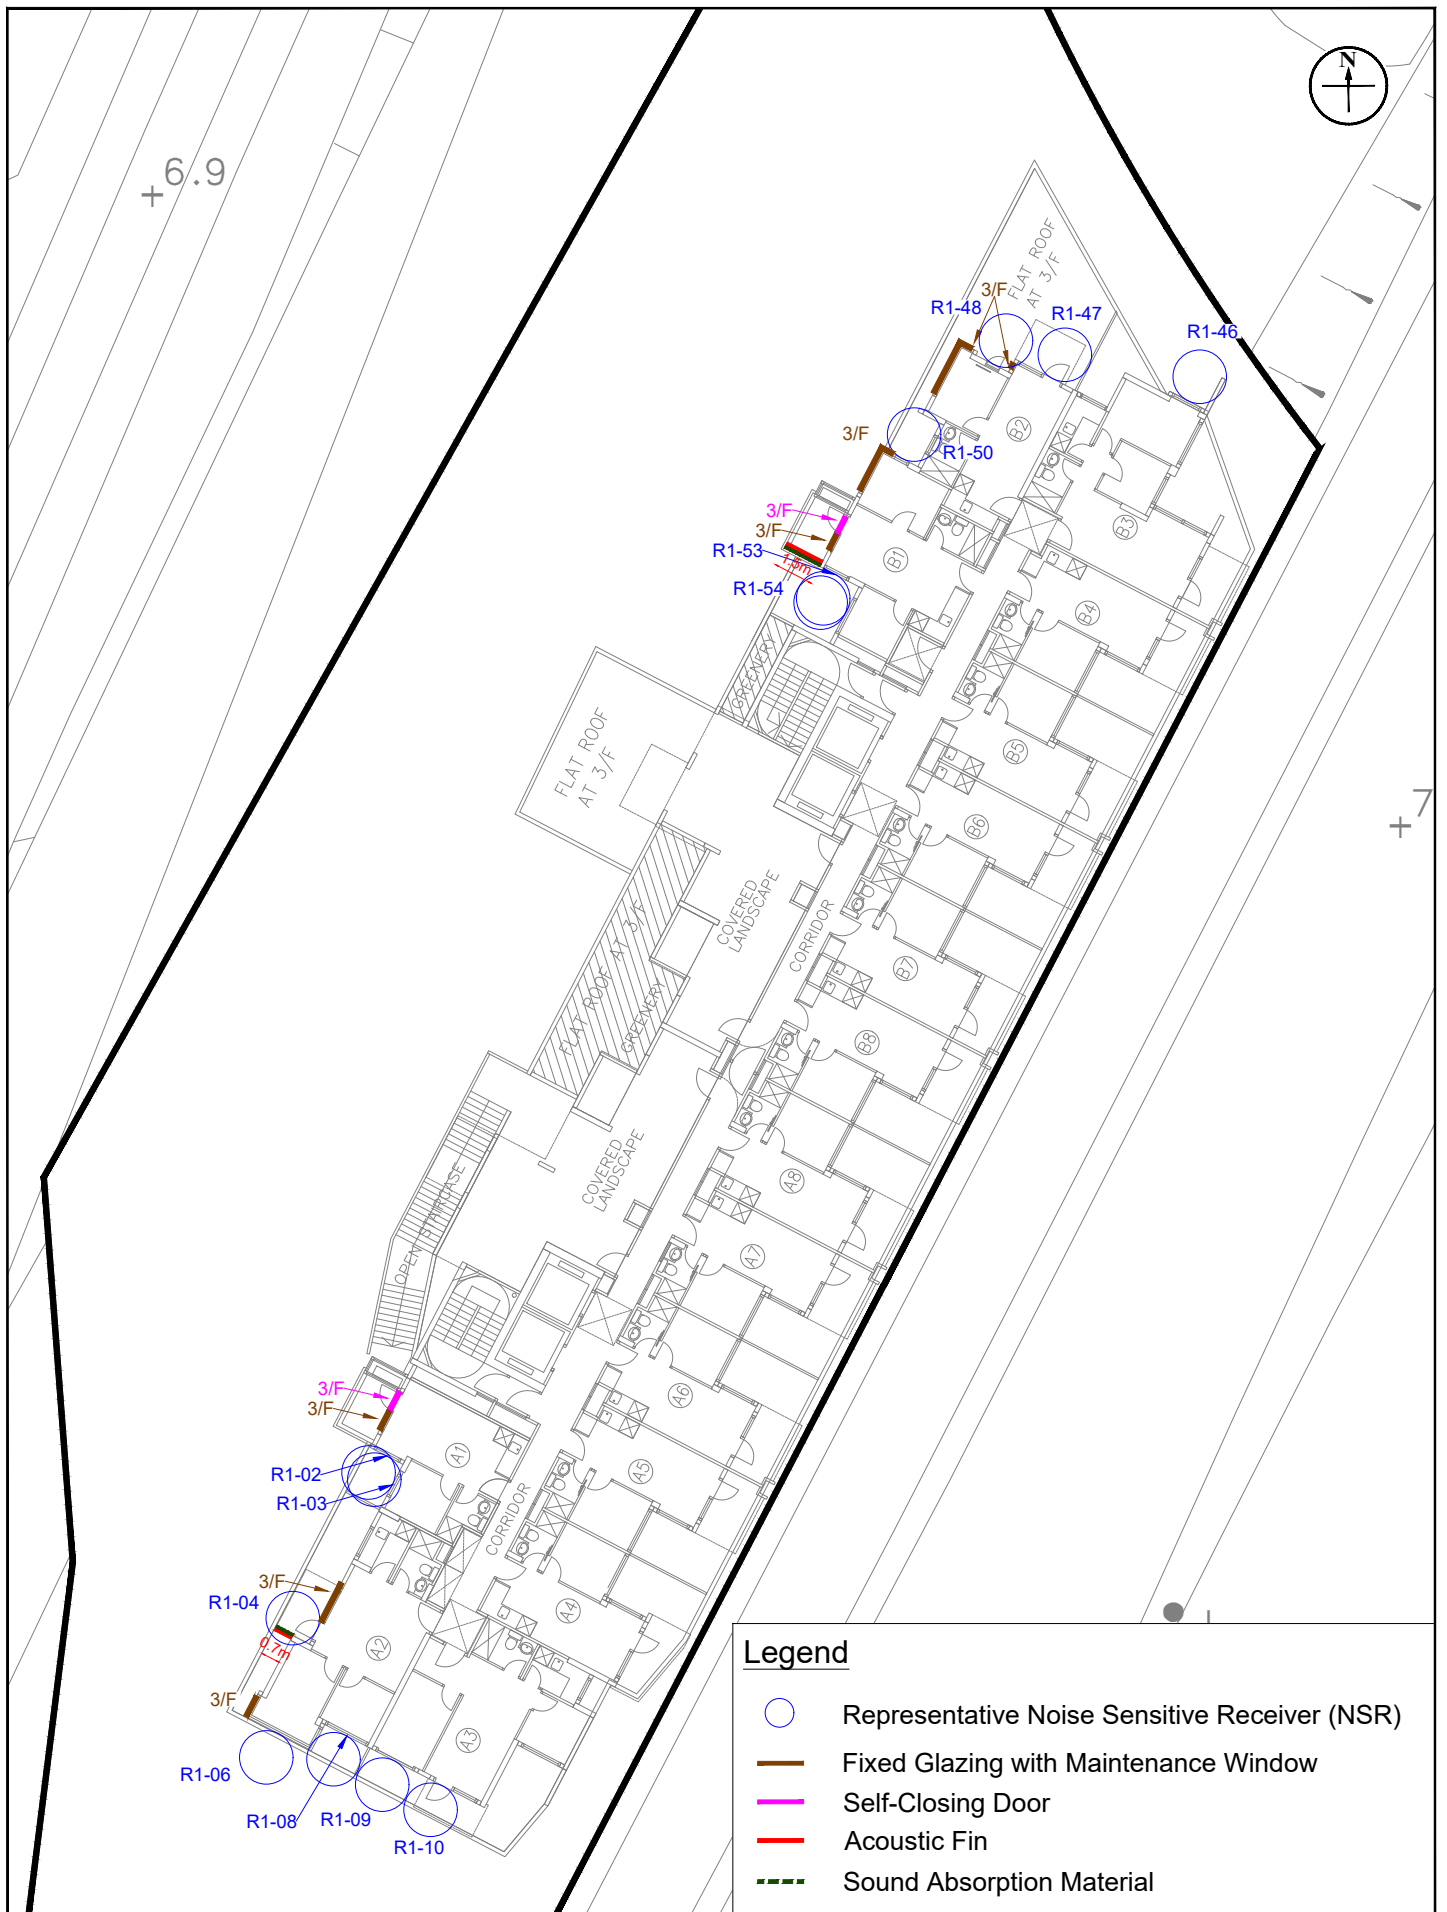 N
6.9
FLAT ROOF
AT 3/F
3/F
R1-48
R1-47
R1-46
B2
3/F
R1-50
3/F
3/F
R1-53
1.5m
R1-54
B1
B3
B4
GREENERY
FLAT ROOF
AT 3/F
B5
7
B6
COVERED
LANDSCAPE
CORRIDOR
FLAT ROOF AT 3/F
GREENERY
B7
B8
COVERED
LANDSCAPE
OPEN STAIRCASE
A8
A7
3/F
3/F
A6
A1
R1-02
R1-03
A5
CORRIDOR
3/F
R1-04
0.7m
A4
A2
3/F
A3
R1-06
R1-08
R1-09
R1-10
Legend
Representative Noise Sensitive Receiver (NSR)
Fixed Glazing with Maintenance Window
Self-Closing Door
Acoustic Fin
Sound Absorption Material